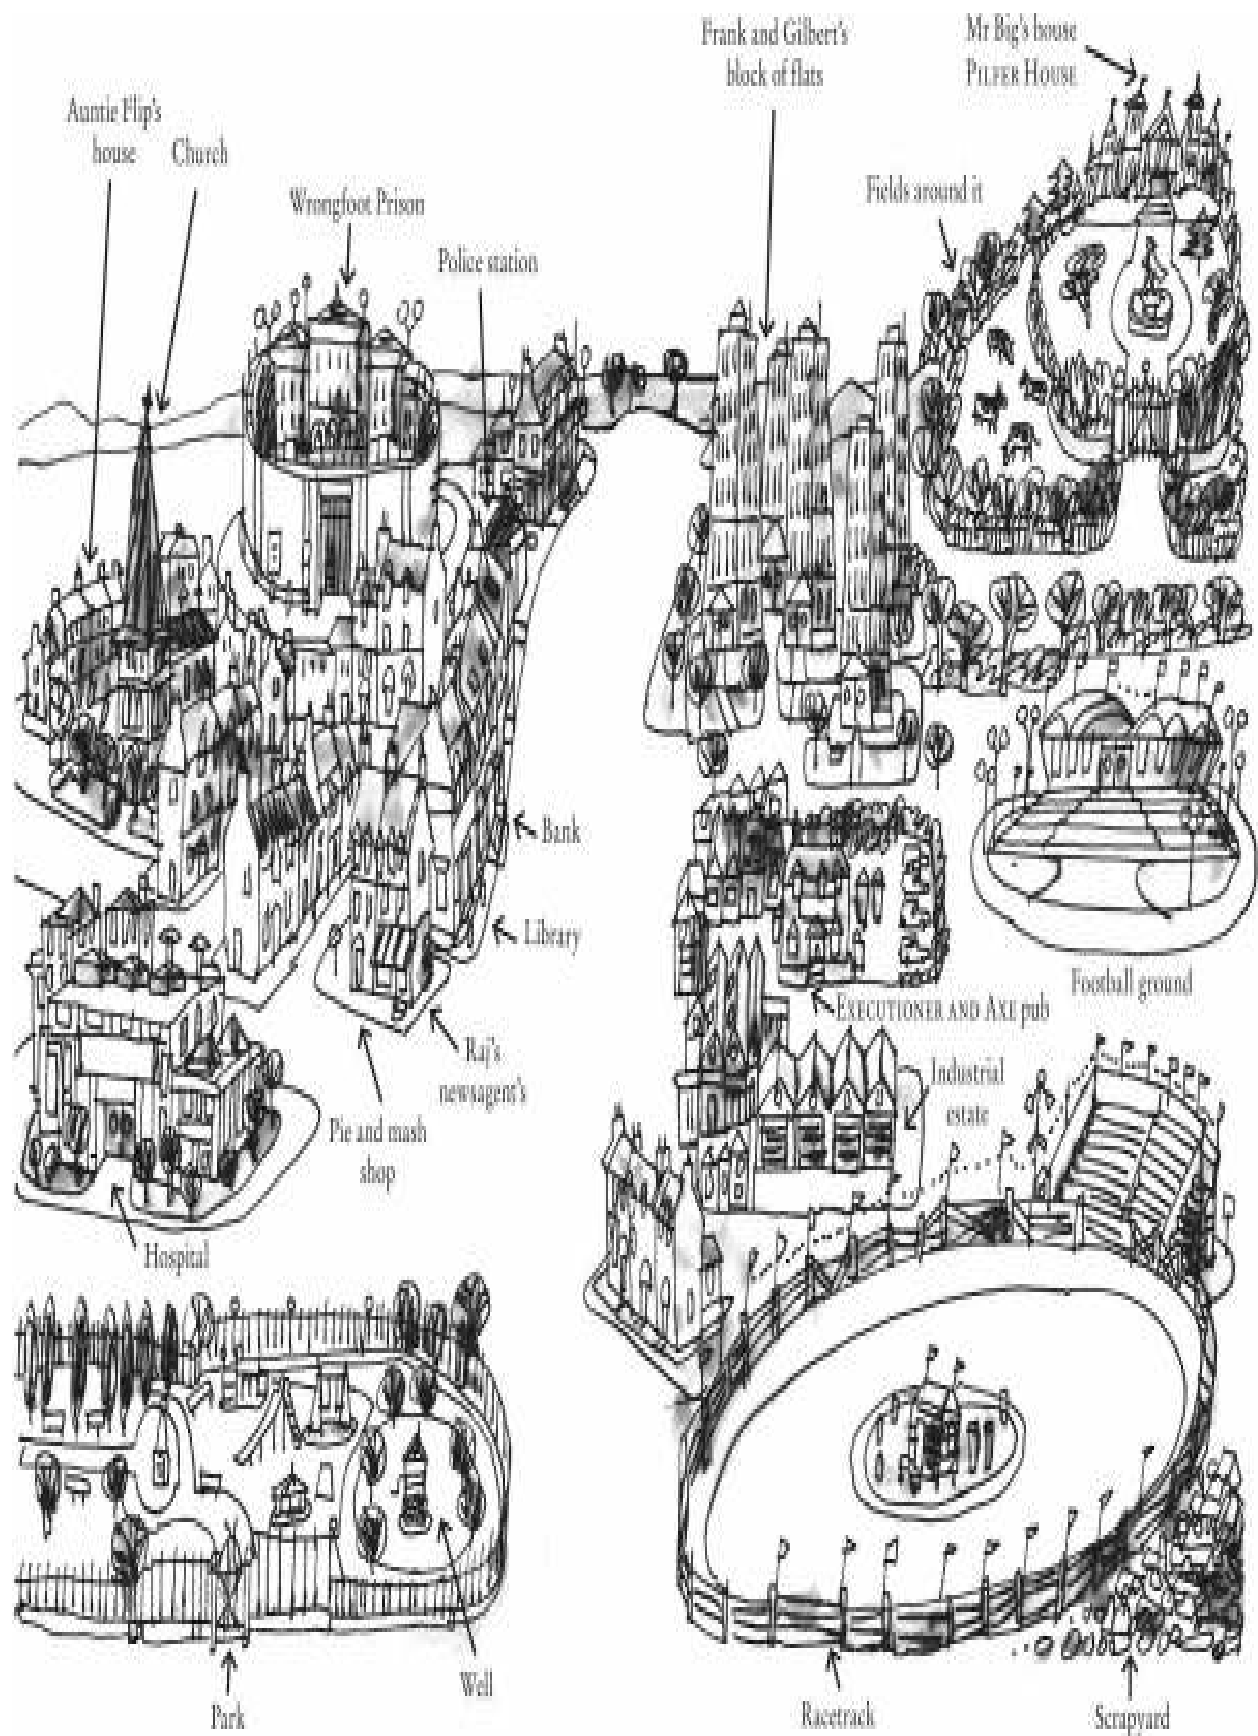 Frank and Gilbert's
block of flats
Mr Big's house
PILFER HOUSE
Auntie Flip's
house
Church
Wrongfoot Prison
Fields around it
Police station
Bank
Library
Football ground
EXECUTIONER AND AXE pub
Raj's
newsagent's
Industrial
estate
Pie and mash
shop
Hospital
Well
Park
Racetrack
Scrapyard